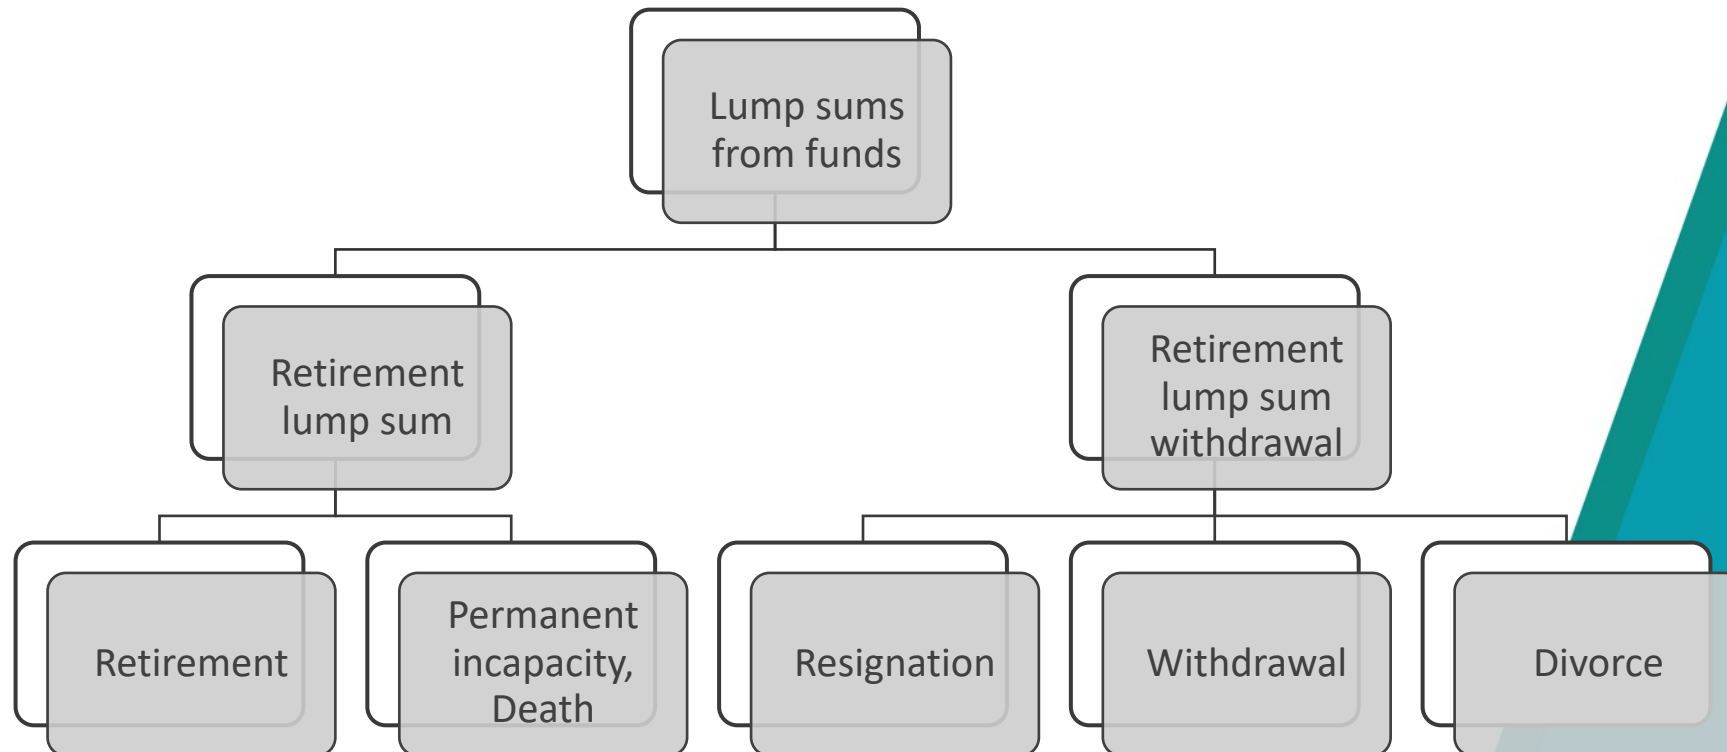 Lump sums
from funds
Retirement
lump sum
Retirement
lump sum
withdrawal
Retirement
Permanent
incapacity,
Death
Resignation
Withdrawal
Divorce